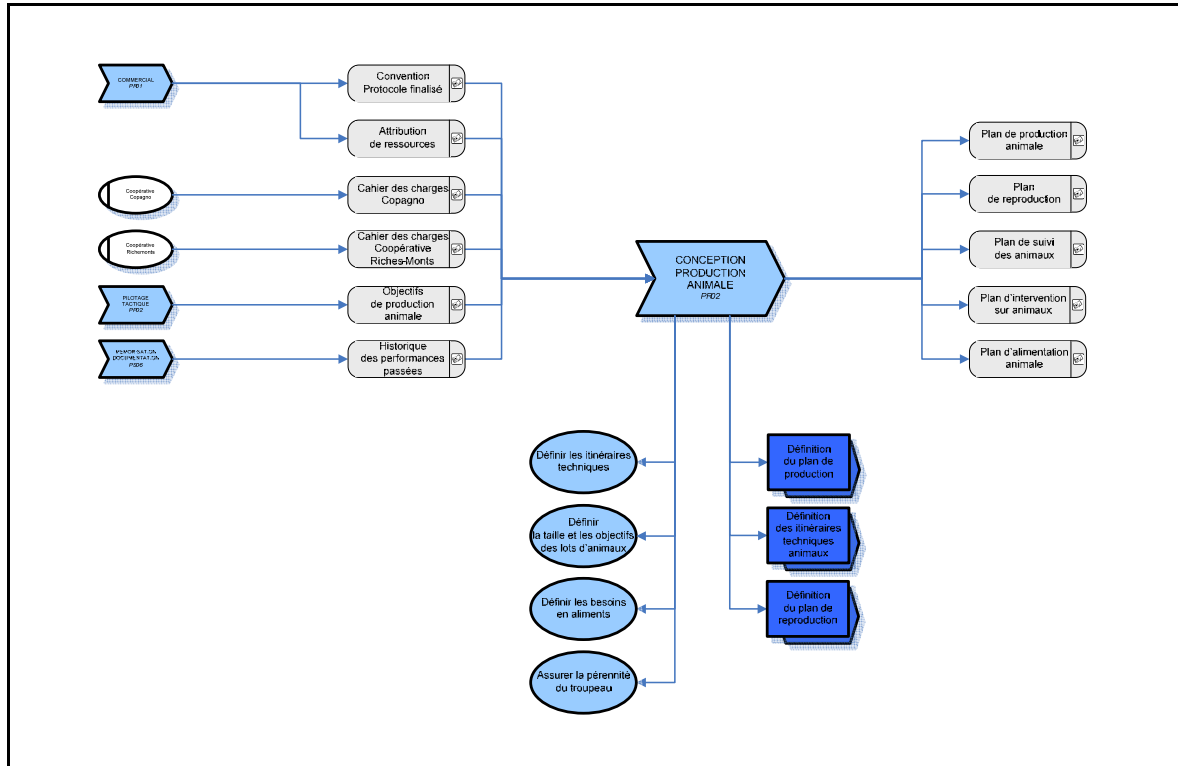 COMMERCIAL
PRD1
Convention
Protocole finalisé
Attribution
de ressources
Coopérative
Copagno
Cahier des charges
Copagno
Coopérative
Richemonts
Cahier des charges
Coopérative
Riches-Monts
PILOTAGE
TACTIQUE
PPD2
Objectifs
de production
animale
MEMORISATION
DOCUMENTATION
PSD5
Historique
des performances
passées
CONCEPTION
PRODUCTION
ANIMALE
PRD2
Plan de production
animale
Plan
de reproduction
Plan de suivi
des animaux
Plan d'intervention
sur animaux
Plan d'alimentation
animale
Définir les itinéraires
techniques
Définir
la taille et les objectifs
des lots d'animaux
Définir les besoins
en aliments
Assurer la pérennité
du troupeau
Définition
du plan de
production
Définition
des itinéraires
techniques
animaux
Définition
du plan de
reproduction